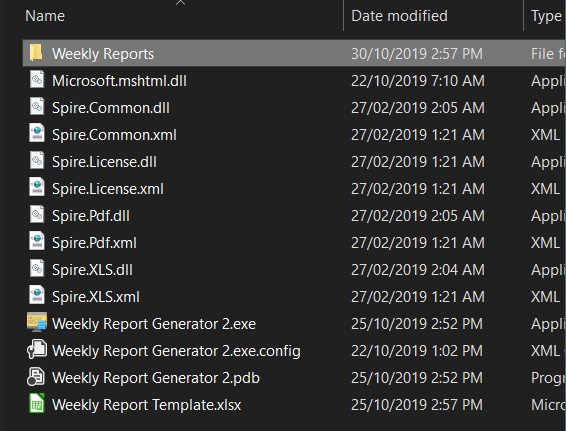 Name Date modified Type
Weekly Reports 30/10/2019 2:57 PM File f
Microsoft.mshtml.dll 22/10/2019 7:10 AM Appli
Spire.Common.dll 27/02/2019 2:05 AM Appli
Spire.Common.xml 27/02/2019 1:21 AM XML
Spire.License.dll 27/02/2019 1:21 AM Appli
Spire.License.xml 27/02/2019 1:21 AM XML
Spire.Pdf.dll 27/02/2019 2:05 AM Appli
Spire.Pdf.xml 27/02/2019 1:21 AM XML
Spire.XLS.dll 27/02/2019 2:04 AM Appli
Spire.XLS.xml 27/02/2019 1:21 AM XML
Weekly Report Generator 2.exe 25/10/2019 2:52 PM Appli
Weekly Report Generator 2.exe.config 22/10/2019 1:02 PM XML
Weekly Report Generator 2.pdb 25/10/2019 2:52 PM Progr
Weekly Report Template.xlsx 25/10/2019 2:57 PM Micro